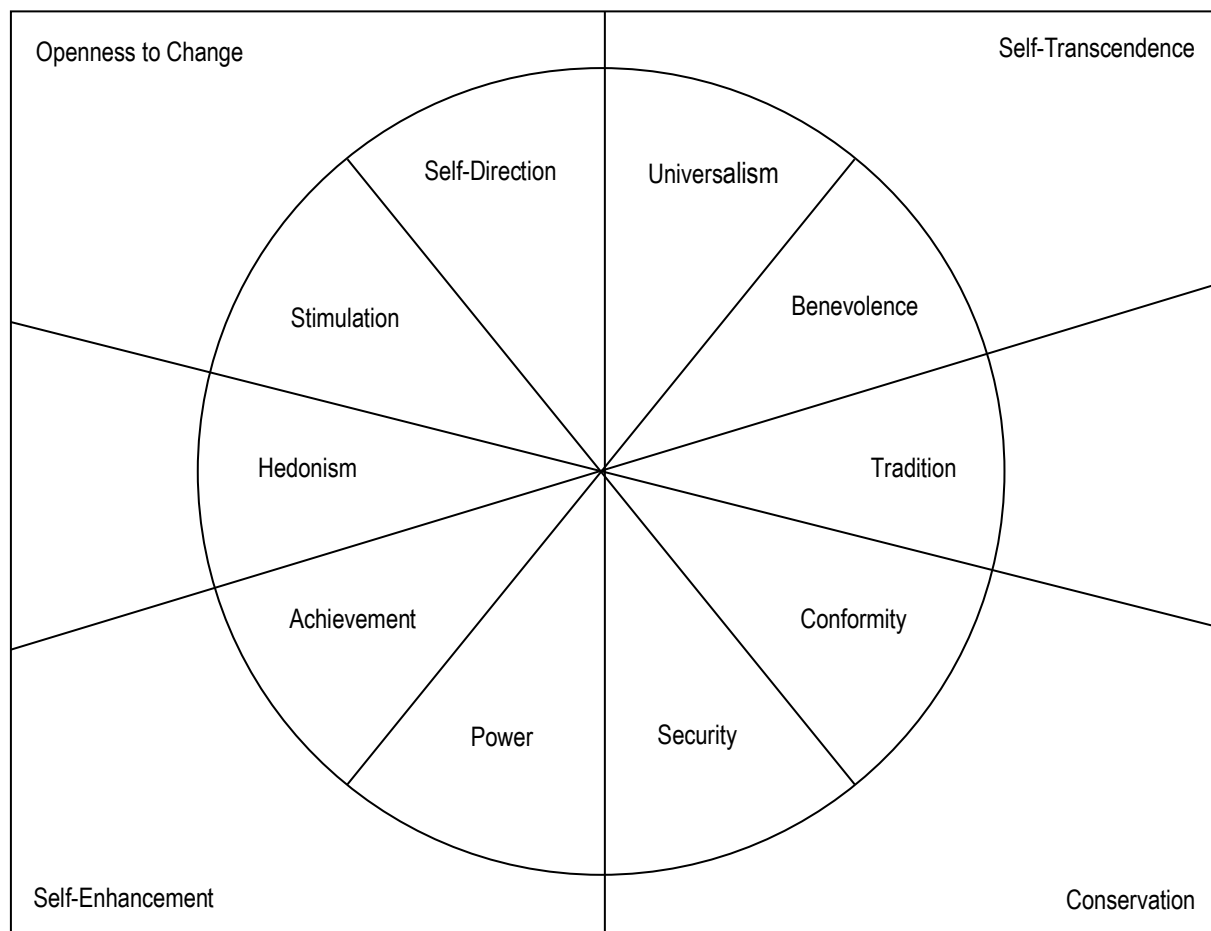 Openness to Change
Self-Transcendence
Self-Direction
Universalism
Stimulation
Benevolence
Hedonism
Tradition
Achievement
Conformity
Power
Security
Self-Enhancement
Conservation